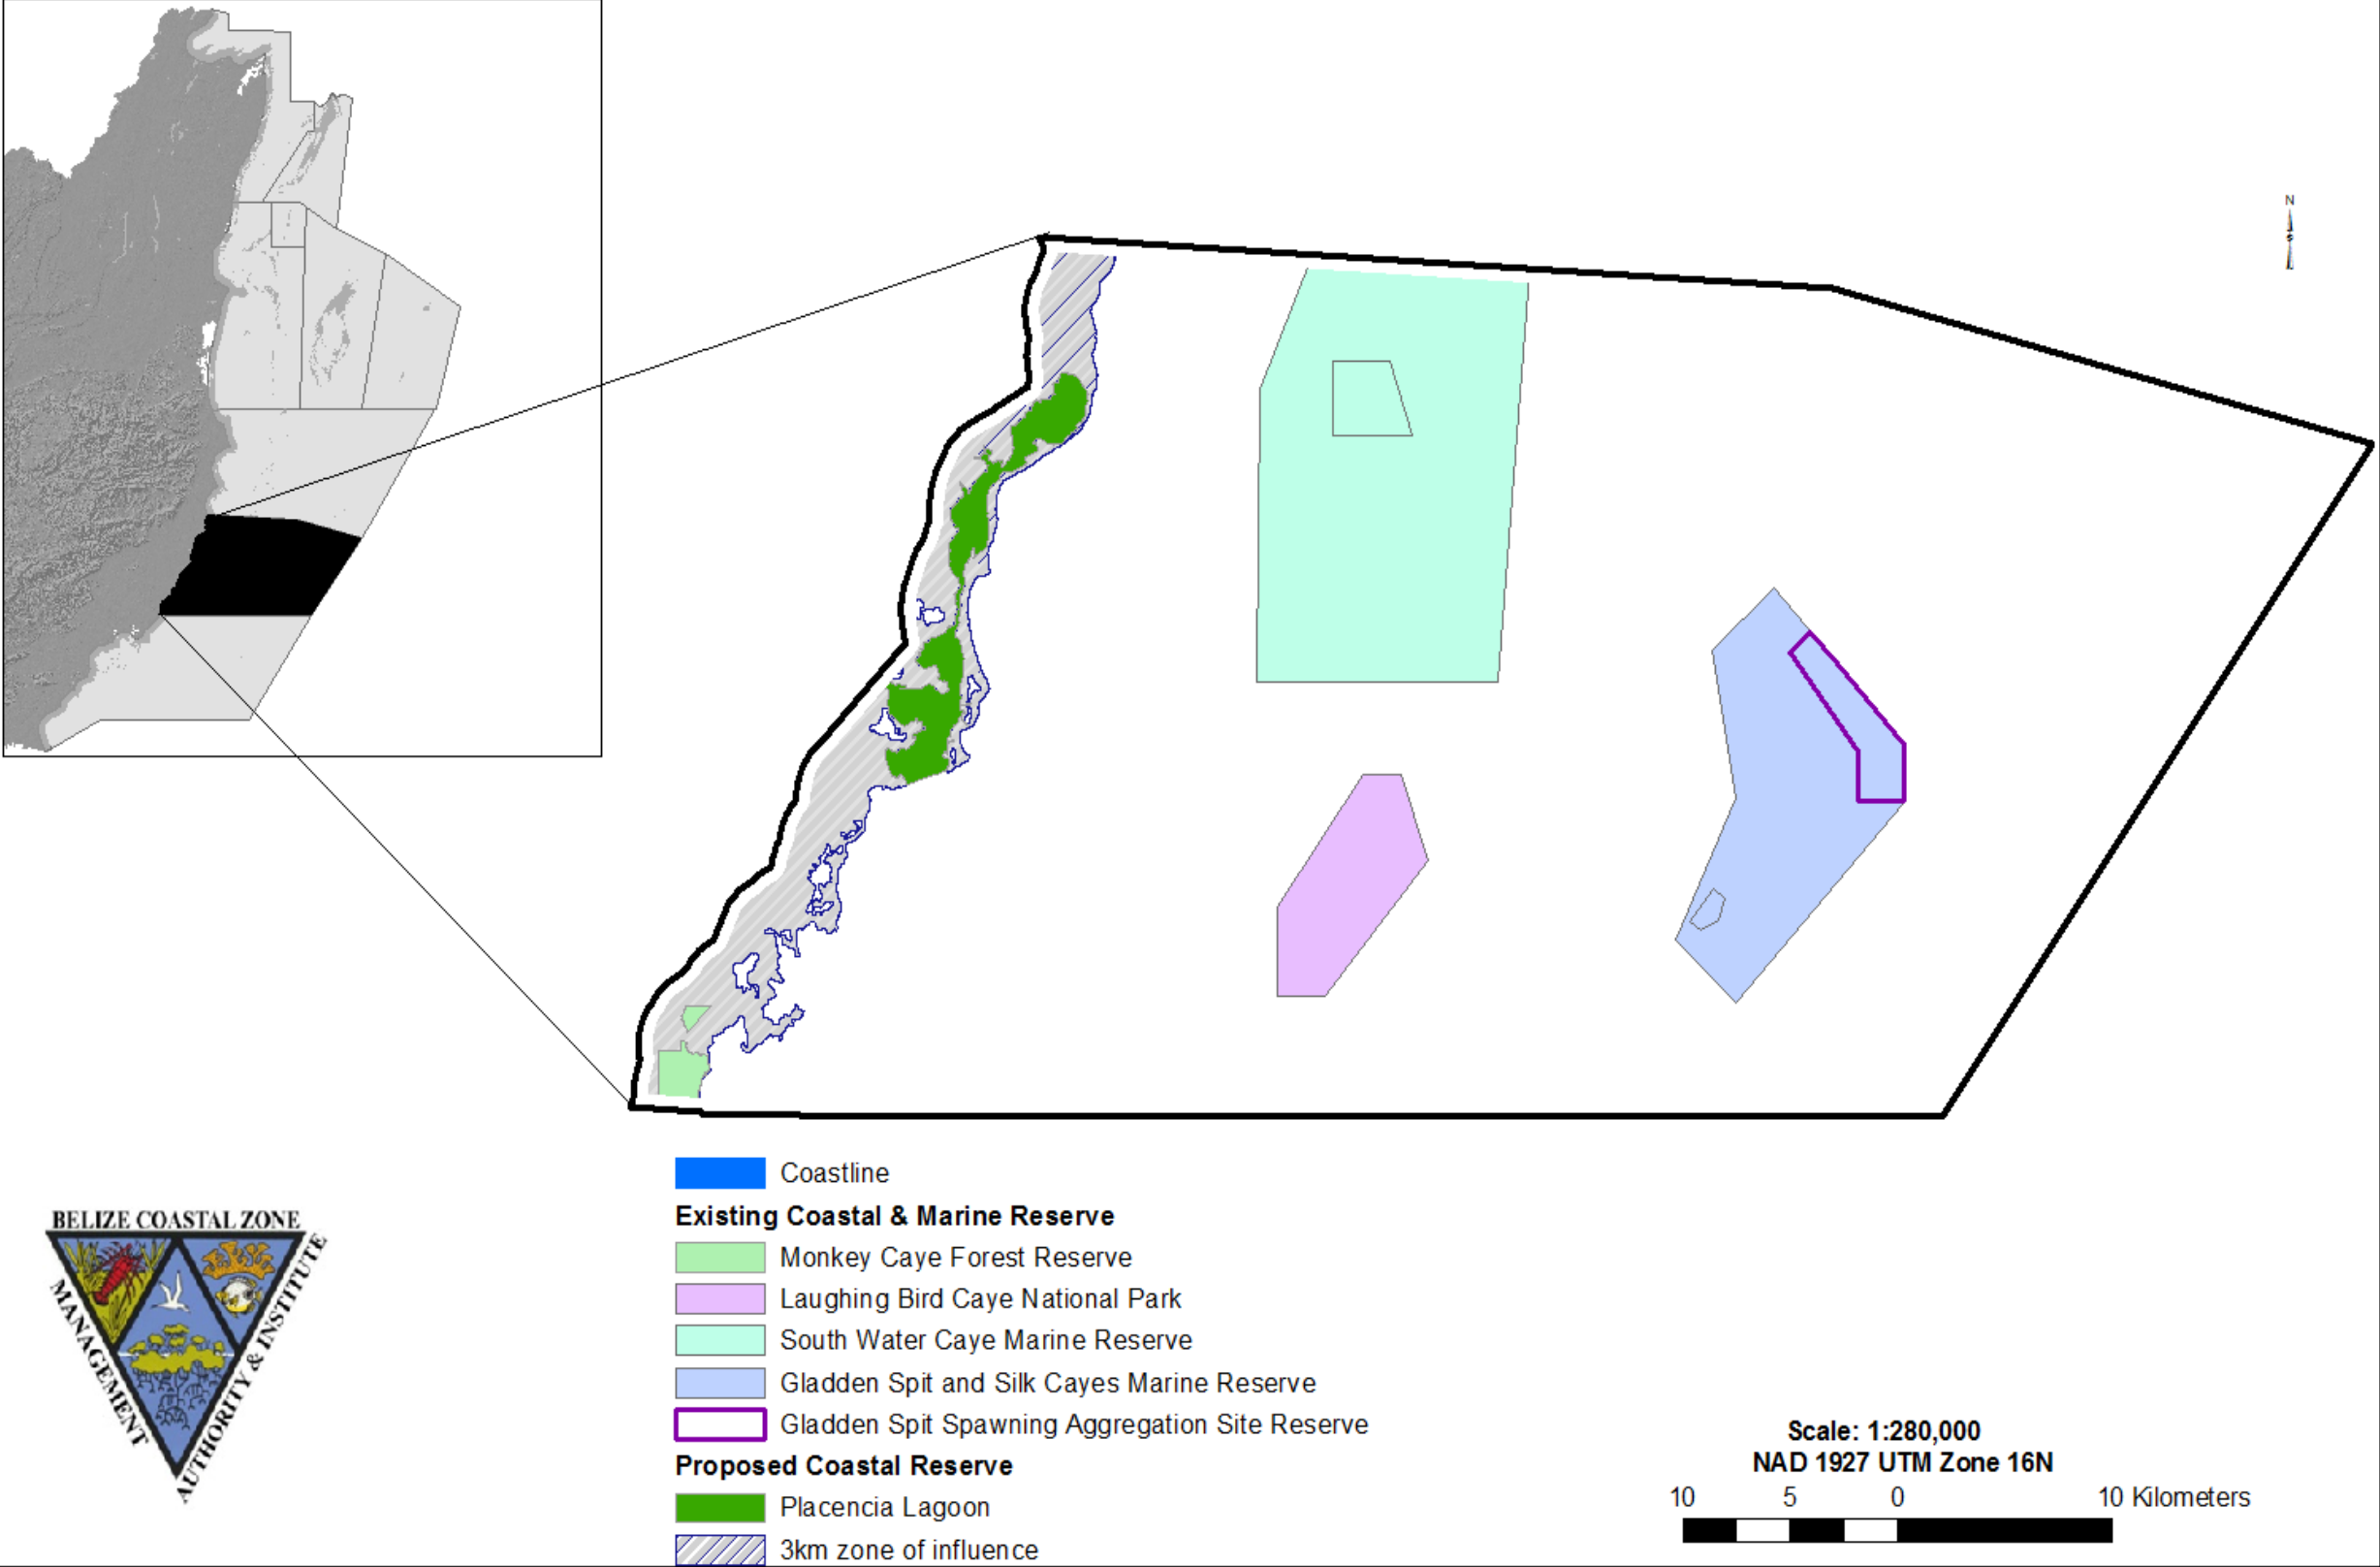 N
S
Coastline
Existing Coastal & Marine Reserve
Monkey Caye Forest Reserve
Laughing Bird Caye National Park
South Water Caye Marine Reserve
Gladden Spit and Silk Cayes Marine Reserve
Gladden Spit Spawning Aggregation Site Reserve
Proposed Coastal Reserve
Placencia Lagoon
3km zone of influence
BELIZE COASTAL ZONE
MANAGEMENT
AUTHORITY & INSTITUTE
Scale: 1:280,000
NAD 1927 UTM Zone 16N
10 5 0 10 Kilometers